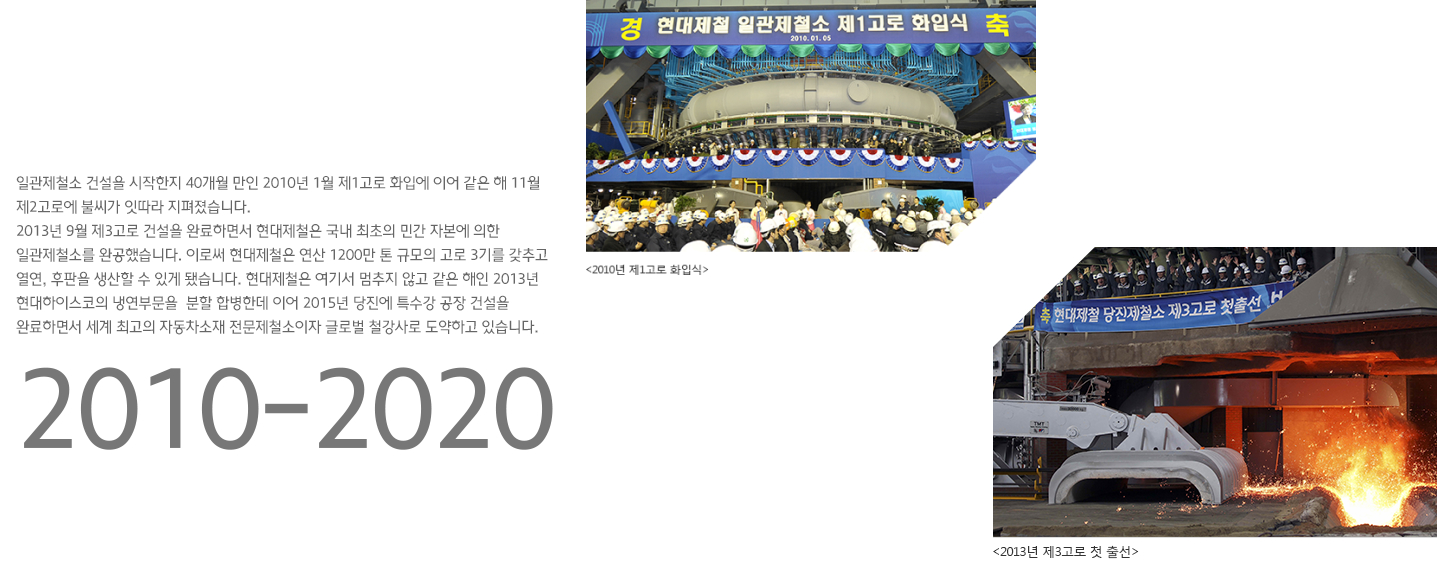 일관제철소 건설을 시작한지 40개월 만인 2010년 1월 제1고로 화입에 이어 같은 해 11월
제2고로에 불씨가 잇따라 지펴졌습니다.
2013년 9월 제3고로 건설을 완료하면서 현대제철은 국내 최초의 민간 자본에 의한
일관제철소를 완공했습니다. 이로써 현대제철은 연산 1200만 톤 규모의 고로 3기를 갖추고
열연, 후판을 생산할 수 있게 됐습니다. 현대제철은 여기서 멈추지 않고 같은 해인 2013년
현대하이스코의 냉연부문을 분할 합병한데 이어 2015년 당진에 특수강 공장 건설을
완료하면서 세계 최고의 자동차소재 전문제철소이자 글로벌 철강사로 도약하고 있습니다.
2010-2020
경 현대제철 일관제철소 제1고로 화입식 축
2010. 01. 05
<2010년 제1고로 화입식>
축 현대제철 당진제철소 제3고로 첫출선
TMT
<2013년 제3고로 첫 출선>